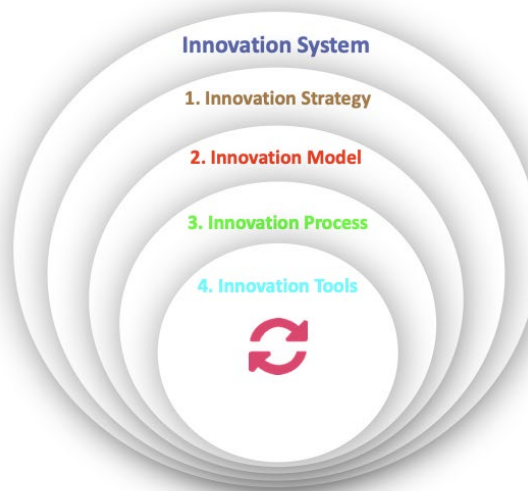 Innovation System
1. Innovation Strategy
2. Innovation Model
3. Innovation Process
4. Innovation Tools